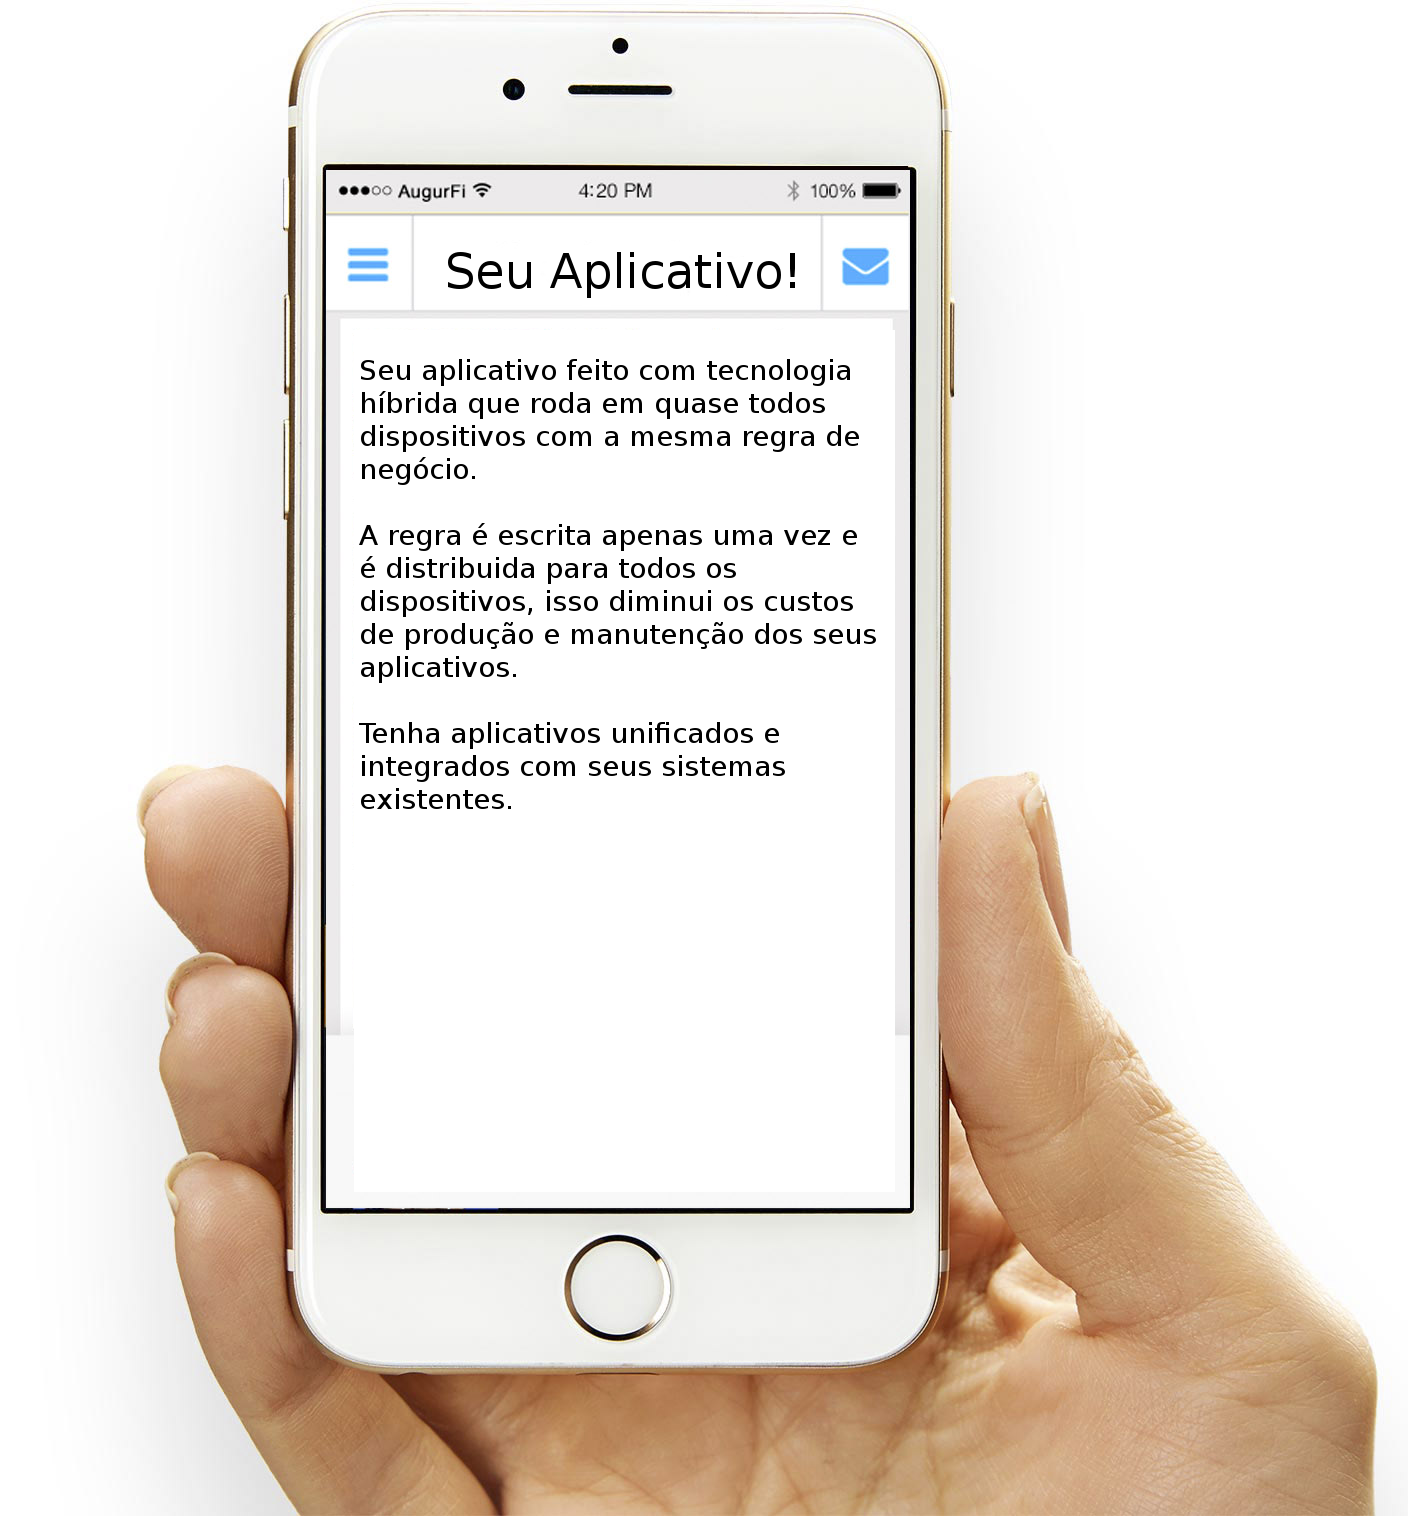 AugurFi 4:20 PM 100%
Seu Aplicativo!
Seu aplicativo feito com tecnologia
híbrida que roda em quase todos
dispositivos com a mesma regra de
negócio.
A regra é escrita apenas uma vez e
é distribuida para todos os
dispositivos, isso diminui os custos
de produção e manutenção dos seus
aplicativos.
Tenha aplicativos unificados e
integrados com seus sistemas
existentes.